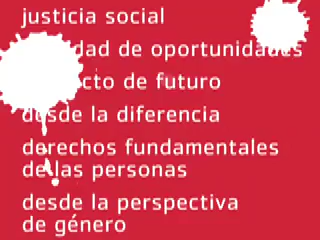 justicia social
de oportunidades
de futuro
desde la diferencia
derechos fundamentales
de las personas
desde la perspectiva
de género